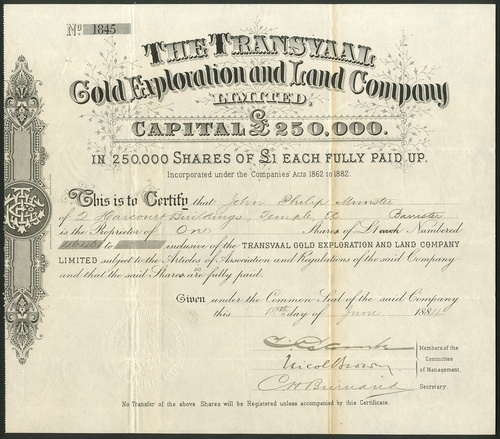 No 1845
THE TRANSVAAL
Gold Exploration and Land Company
LIMITED.
CAPITAL £250,000.
IN 250,000 SHARES OF £1 EACH FULLY PAID UP.
Incorporated under the Companies' Acts 1862 to 1882.
This is to Certify that John Philip Munster
of 2 Harcourt Buildings, Temple, EC Barrister
is the Proprietor of One Shares of £1 each Numbered
to inclusive of the TRANSVAAL GOLD EXPLORATION AND LAND COMPANY
LIMITED subject to the Articles of Association and Regulations of the said Company
and that the said Shares are fully paid.
Given under the Common Seal of the said Company
this day of June 1884
Members of the
Committee
of Management.
Nicol Brown
C H Burnand Secretary.
No Transfer of the above Shares will be Registered unless accompanied by this Certificate.